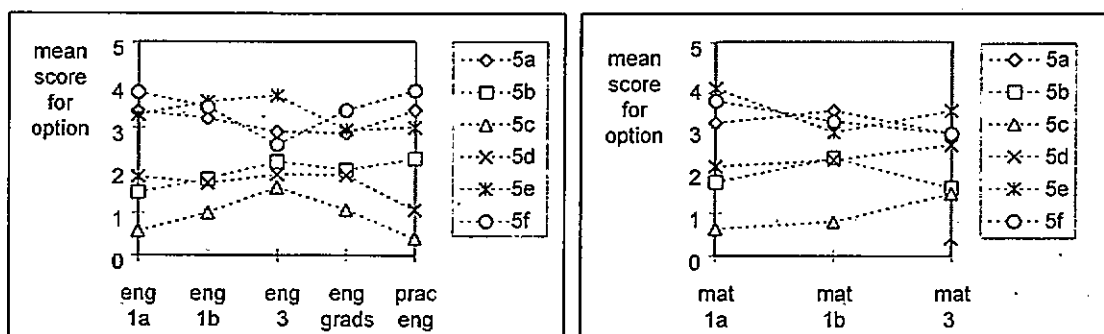 mean
score for
option
5
4
3
2
1
0
eng
1a
eng
1b
eng
3
eng
grads
prac
eng
5a
5b
5c
5d
5e
5f
mean
score for
option
5
4
3
2
1
0
mat
1a
mat
1b
mat
3
5a
5b
5c
5d
5e
5f